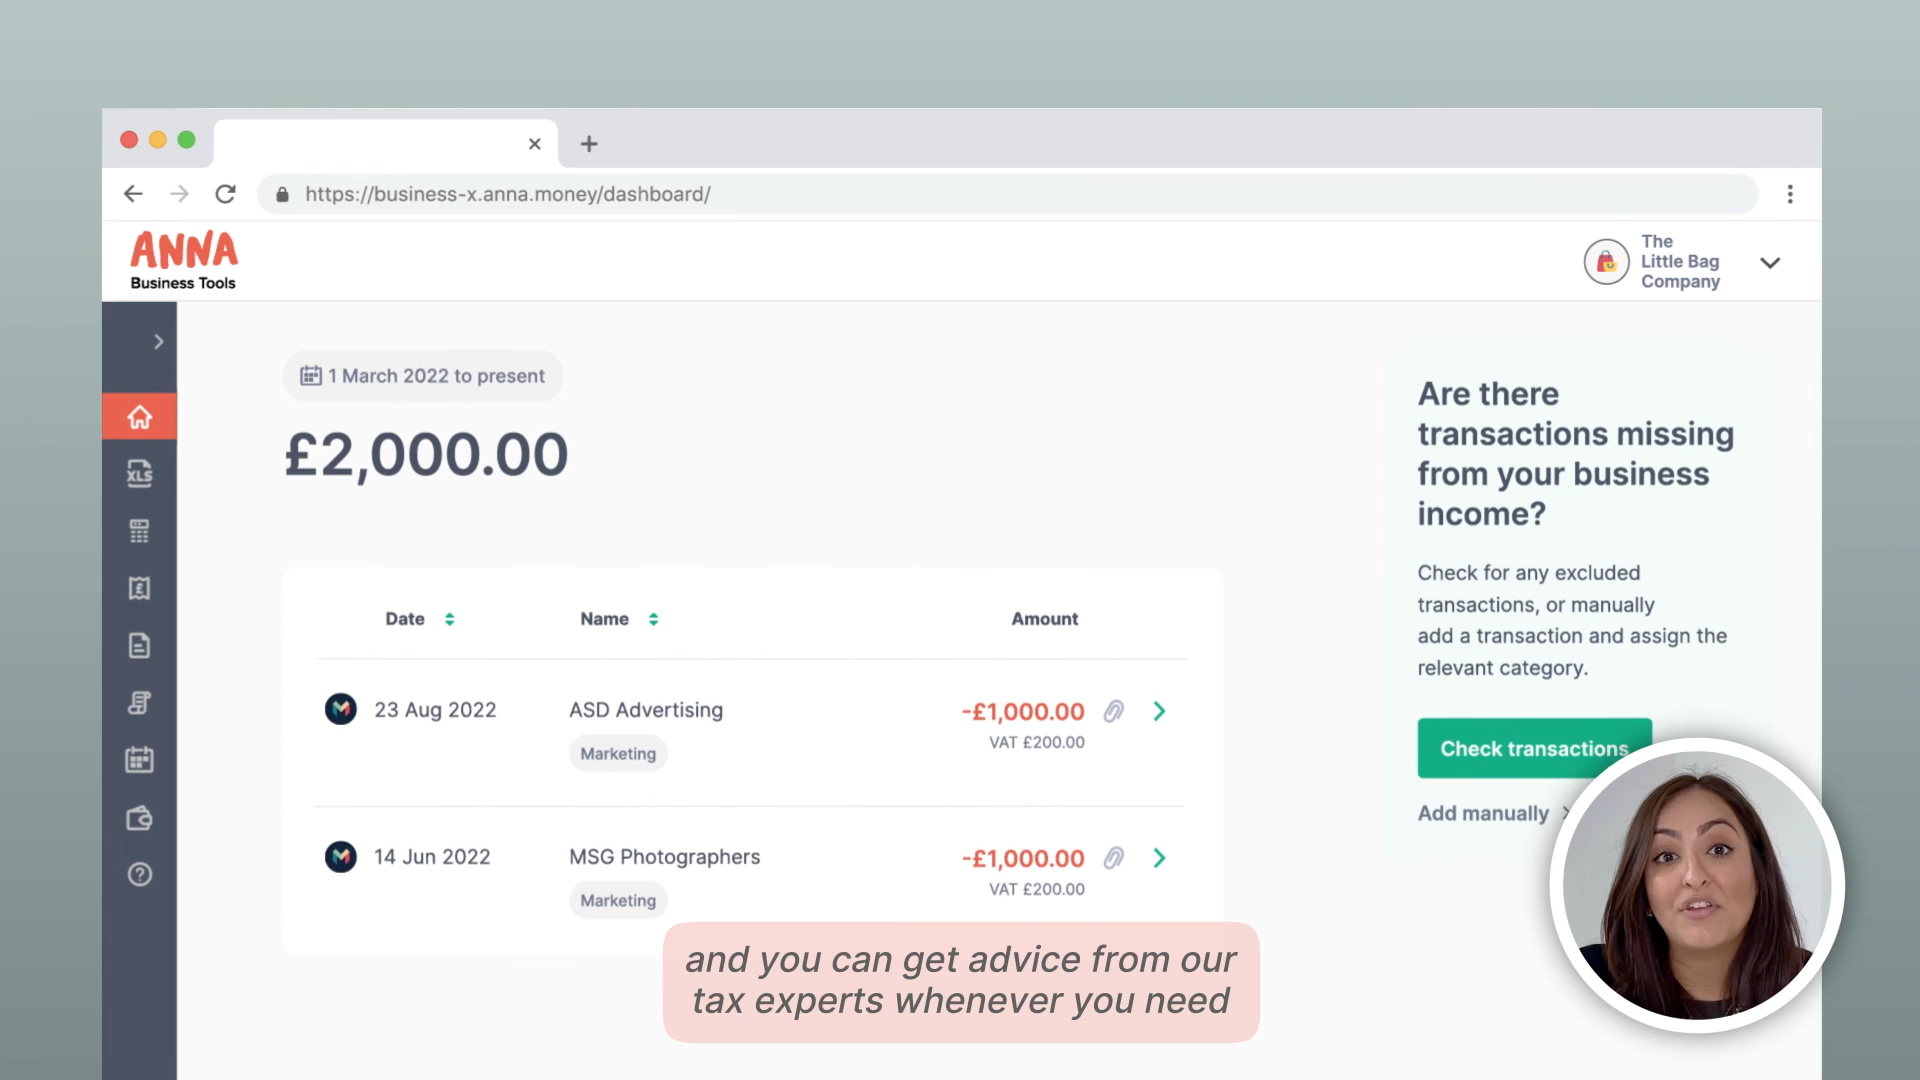 https://business-x.anna.money/dashboard/
ANNA
Business Tools
The
Little Bag
Company
1 March 2022 to present
£2,000.00
XLS
Date
Name
Amount
23 Aug 2022
ASD Advertising
-£1,000.00
Marketing
VAT £200.00
14 Jun 2022
MSG Photographers
-£1,000.00
Marketing
VAT £200.00
Are there
transactions missing
from your business
income?
Check for any excluded
transactions, or manually
add a transaction and assign the
relevant category.
Check transactions
Add manually
and you can get advice from our
tax experts whenever you need